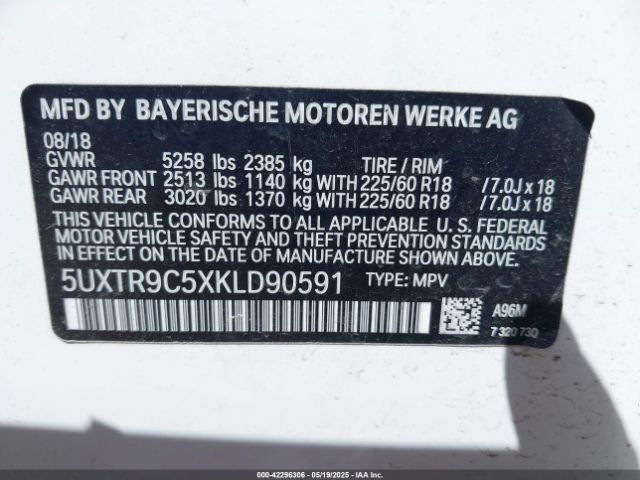 MFD BY BAYERISCHE MOTOREN WERKE AG
08/18
GVWR 5258 lbs 2385 kg TIRE / RIM
GAWR FRONT 2513 lbs 1140 kg WITH 225/60 R18 /7.0J x 18
GAWR REAR 3020 lbs 1370 kg WITH 225/60 R18 /7.0J x 18
THIS VEHICLE CONFORMS TO ALL APPLICABLE U. S. FEDERAL
MOTOR VEHICLE SAFETY AND THEFT PREVENTION STANDARDS
IN EFFECT ON THE DATE OF MANUFACTURE SHOWN ABOVE.
5UXTR9C5XKLD90591 TYPE: MPV
A96M
7 320 730
000-42296306 - 05/19/2025 - IAA Inc.